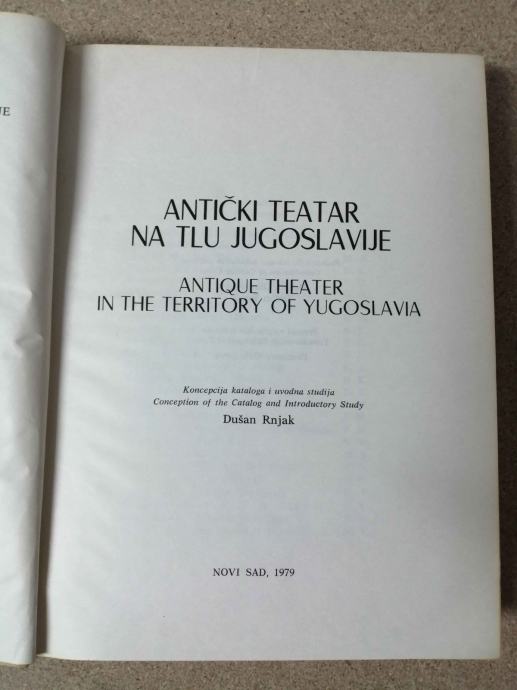 ANTIČKI TEATAR
NA TLU JUGOSLAVIJE
ANTIQUE THEATER
IN THE TERRITORY OF YUGOSLAVIA
Koncepcija kataloga i uvodna studija
Conception of the Catalog and Introductory Study
Dušan Rnjak
NOVI SAD, 1979